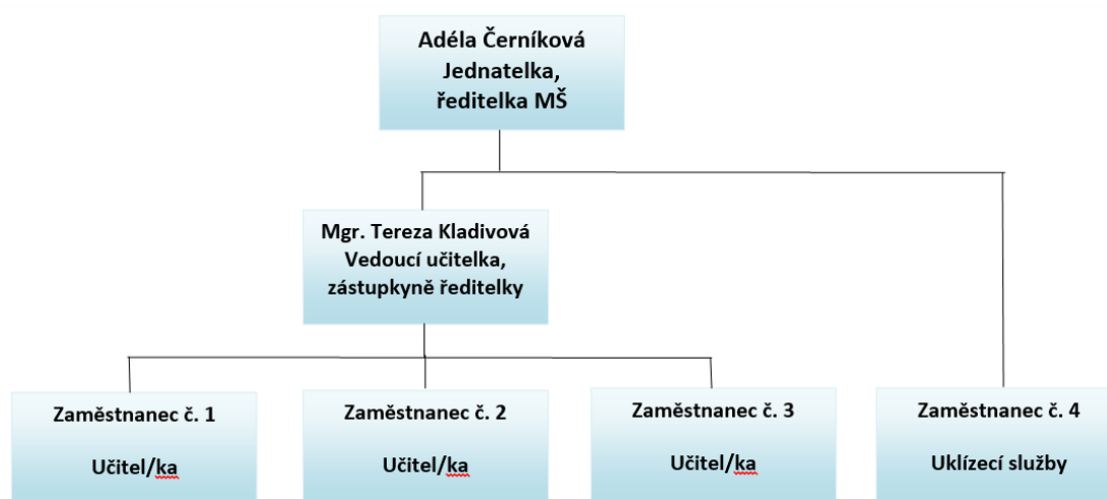 Adéla Černíková
Jednatelka,
ředitelka MŠ
Mgr. Tereza Kladivová
Vedoucí učitelka,
zástupkyně ředitelky
Zaměstnanec č. 1
Učitel/ka
Zaměstnanec č. 2
Učitel/ka
Zaměstnanec č. 3
Učitel/ka
Zaměstnanec č. 4
Uklízecí služby